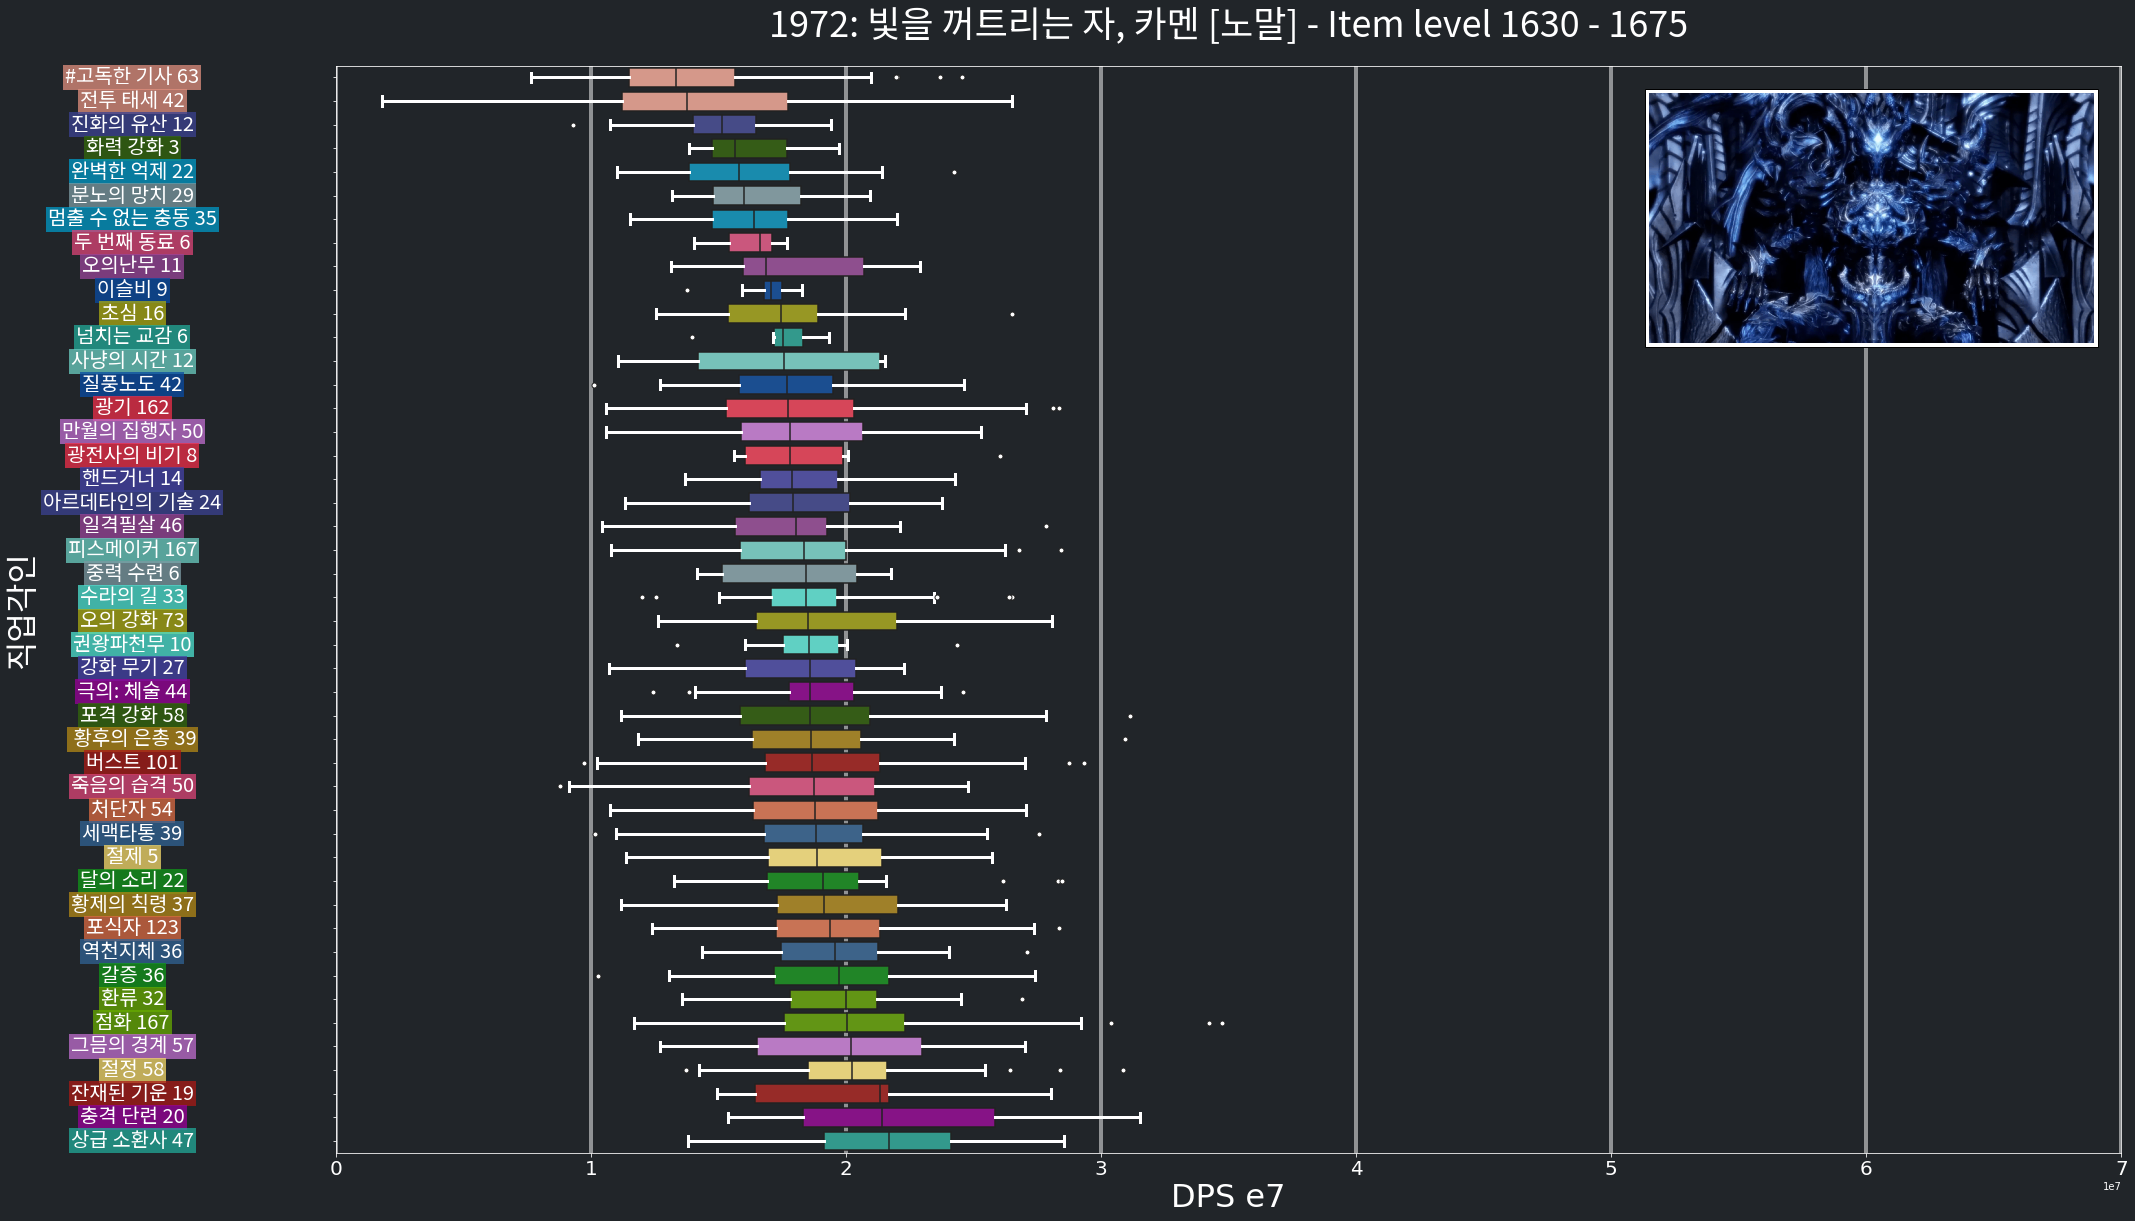 1972: 빛을 꺼트리는 자, 카멘 [노말] - Item level 1630 - 1675
#고독한 기사 63
전투 태세 42
진화의 유산 12
화력 강화 3
완벽한 억제 22
분노의 망치 29
멈출 수 없는 충동 35
두 번째 동료 6
오의난무 11
이슬비 9
초심 16
넘치는 교감 6
사냥의 시간 12
질풍노도 42
광기 162
만월의 집행자 50
광전사의 비기 8
핸드거너 14
아르데타인의 기술 24
일격필살 46
피스메이커 167
중력 수련 6
수라의 길 33
오의 강화 73
권왕파천무 10
강화 무기 27
극의: 체술 44
포격 강화 58
황후의 은총 39
버스트 101
죽음의 습격 50
처단자 54
세맥타통 39
절제 5
달의 소리 22
황제의 칙령 37
포식자 123
역천지체 36
갈증 36
환류 32
점화 167
그믐의 경계 57
절정 58
잔재된 기운 19
충격 단련 20
상급 소환사 47
직업각인
0 1 2 3 4 5 6 7
1e7
DPS e7